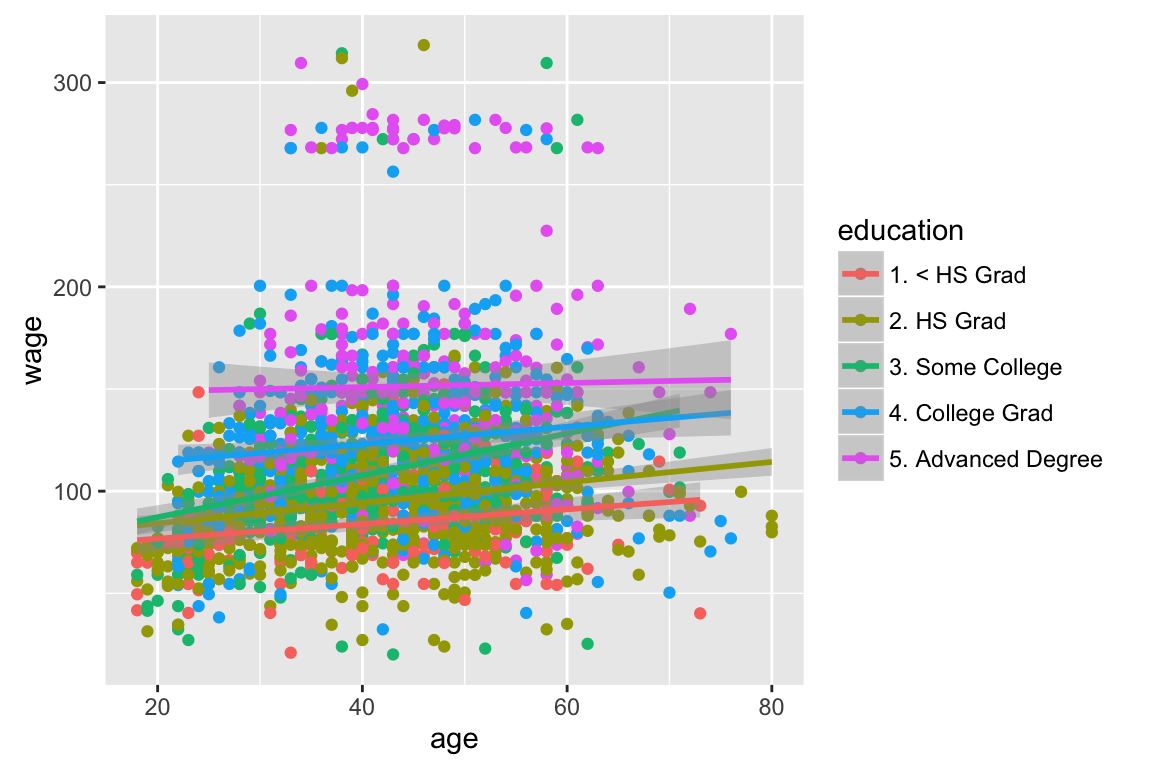 300
200
100
wage
20 40 60 80
age
education
1. < HS Grad
2. HS Grad
3. Some College
4. College Grad
5. Advanced Degree